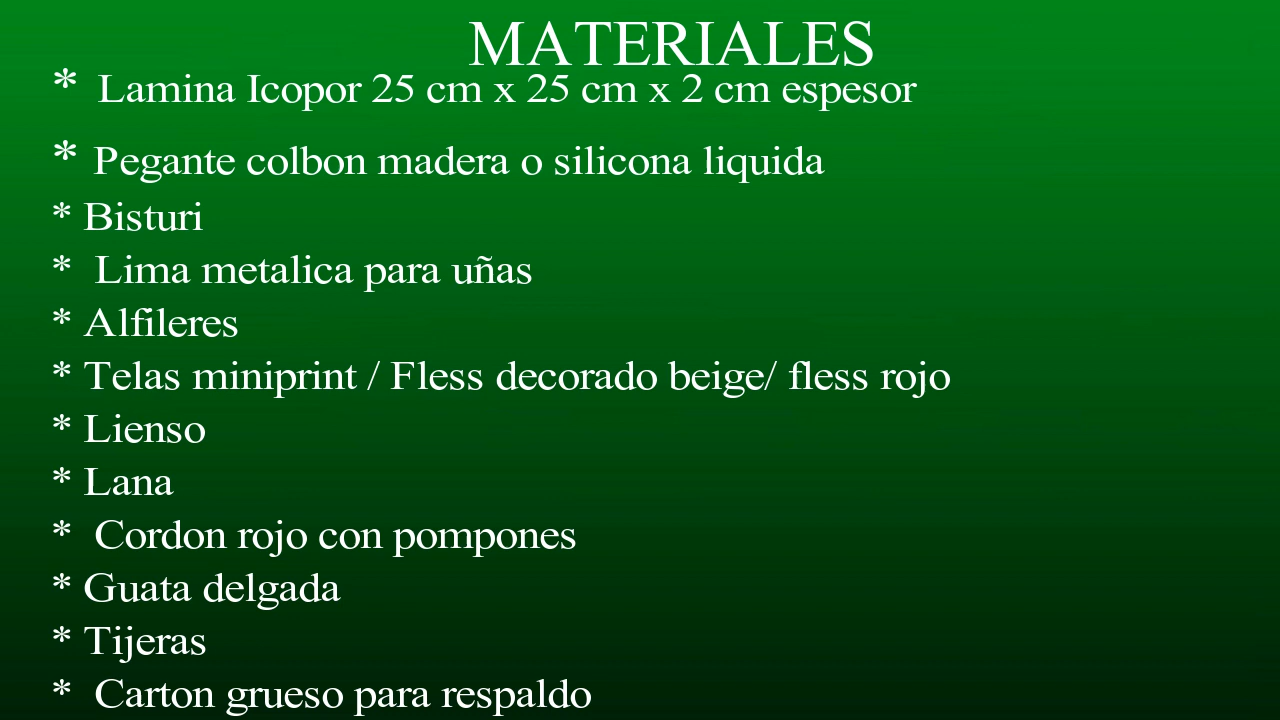 MATERIALES
* Lamina Icopor 25 cm x 25 cm x 2 cm espesor
* Pegante colbon madera o silicona liquida
* Bisturi
* Lima metalica para uñas
* Alfileres
* Telas miniprint / Fless decorado beige/ fless rojo
* Lienso
* Lana
* Cordon rojo con pompones
* Guata delgada
* Tijeras
* Carton grueso para respaldo